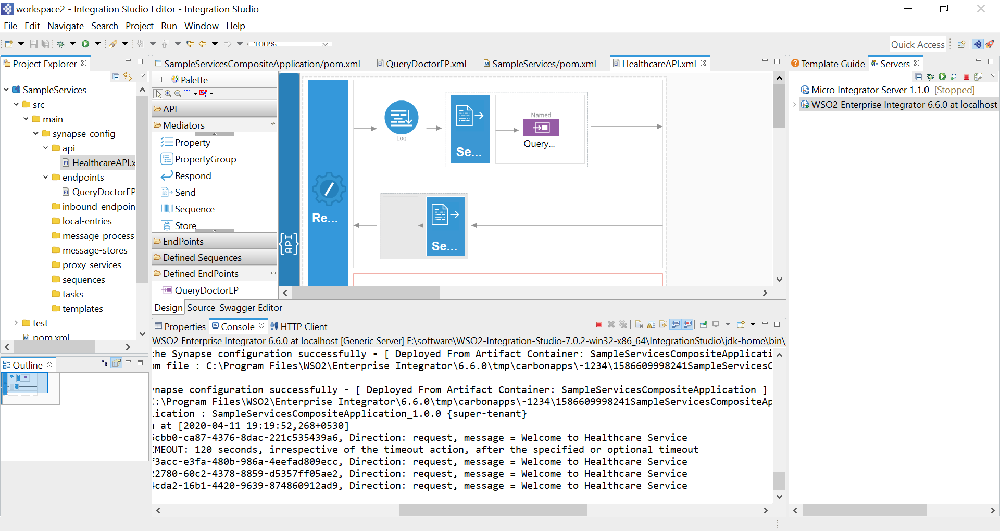 workspace2 - Integration Studio Editor - Integration Studio
File Edit Navigate Search Project Run Window Help
100%
Quick Access
Project Explorer
SampleServices
src
main
synapse-config
api
HealthcareAPI.x
endpoints
QueryDoctorEP
inbound-endpoin
local-entries
message-process
message-stores
proxy-services
sequences
tasks
templates
test
pom.xml
Outline
SampleServicesCompositeApplication/pom.xml QueryDoctorEP.xml SampleServices/pom.xml HealthcareAPI.xml
Palette
API
Mediators
Property
PropertyGroup
Respond
Send
Sequence
Store
EndPoints
Defined Sequences
Defined EndPoints
QueryDoctorEP
{API}
Re...
Log
Se...
Named
Query...
Se...
Design Source Swagger Editor
Properties Console HTTP Client
WSO2 Enterprise Integrator 6.6.0 at localhost [Generic Server] E:\software\WSO2-Integration-Studio-7.0.2-win32-x86_64\IntegrationStudio\jdk-home\bin\
the Synapse configuration successfully - [ Deployed From Artifact Container: SampleServicesCompositeApplicati
om file : C:\Program Files\WSO2\Enterprise Integrator\6.6.0\tmp\carbonapps\-1234\1586609998241SampleServicesC
ynapse configuration successfully - [ Deployed From Artifact Container: SampleServicesCompositeApplication ]
C:\Program Files\WSO2\Enterprise Integrator\6.6.0\tmp\carbonapps\-1234\1586609998241SampleServicesCompositeAp
lication : SampleServicesCompositeApplication_1.0.0 {super-tenant}
n at [2020-04-11 19:19:52,268+0530]
cbb0-ca87-4376-8dac-221c535439a6, Direction: request, message = Welcome to Healthcare Service
IMEOUT: 120 seconds, irrespective of the timeout action, after the specified or optional timeout
f3acc-e3fa-480b-986a-4eefad809ecc, Direction: request, message = Welcome to Healthcare Service
2780-60c2-4378-8859-d5357ff05ae2, Direction: request, message = Welcome to Healthcare Service
cda2-16b1-4420-9639-874860912ad9, Direction: request, message = Welcome to Healthcare Service
Template Guide Servers
Micro Integrator Server 1.1.0 [Stopped]
WSO2 Enterprise Integrator 6.6.0 at localhost